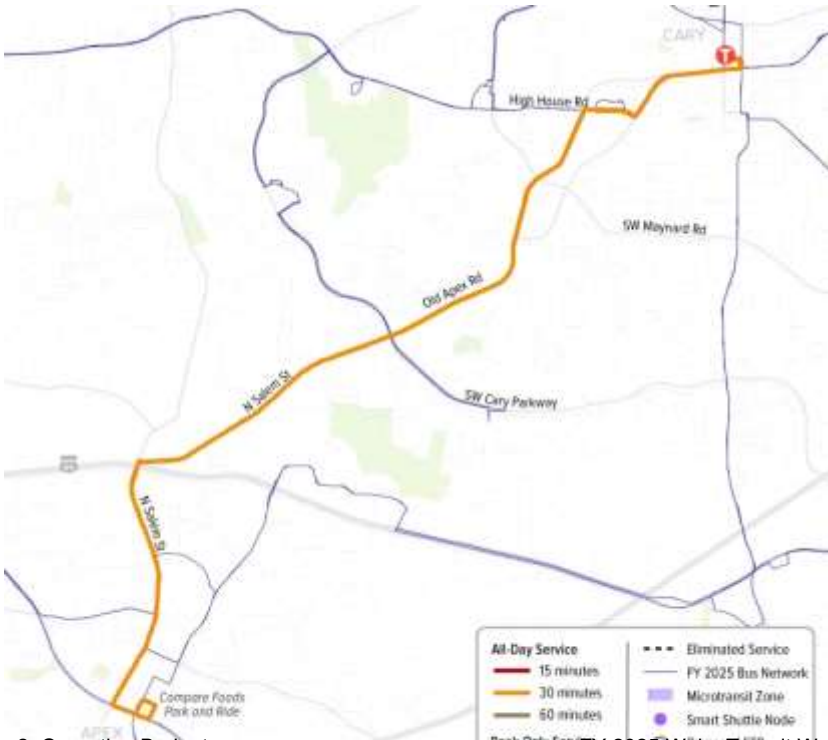 CARY
T
High House Rd
SW Maynard Rd
Old Apex Rd
N Salem St
SW Cary Parkway
N Salem St
Compare Foods
Park and Ride
APEX
All-Day Service
15 minutes
30 minutes
60 minutes
Eliminated Service
FY 2025 Bus Network
Microtransit Zone
Smart Shuttle Node